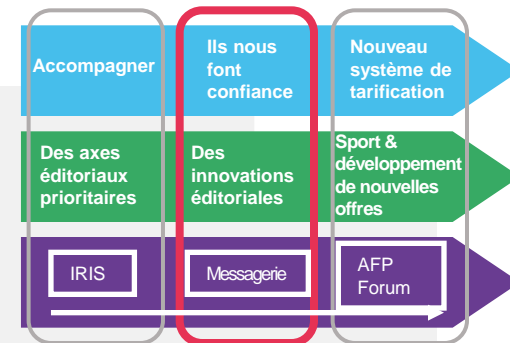 Accompagner
Ils nous
font
confiance
Nouveau
système de
tarification
Des axes
éditoriaux
prioritaires
Des
innovations
éditoriales
Sport &
développement
de nouvelles
offres
IRIS
Messagerie
AFP
Forum